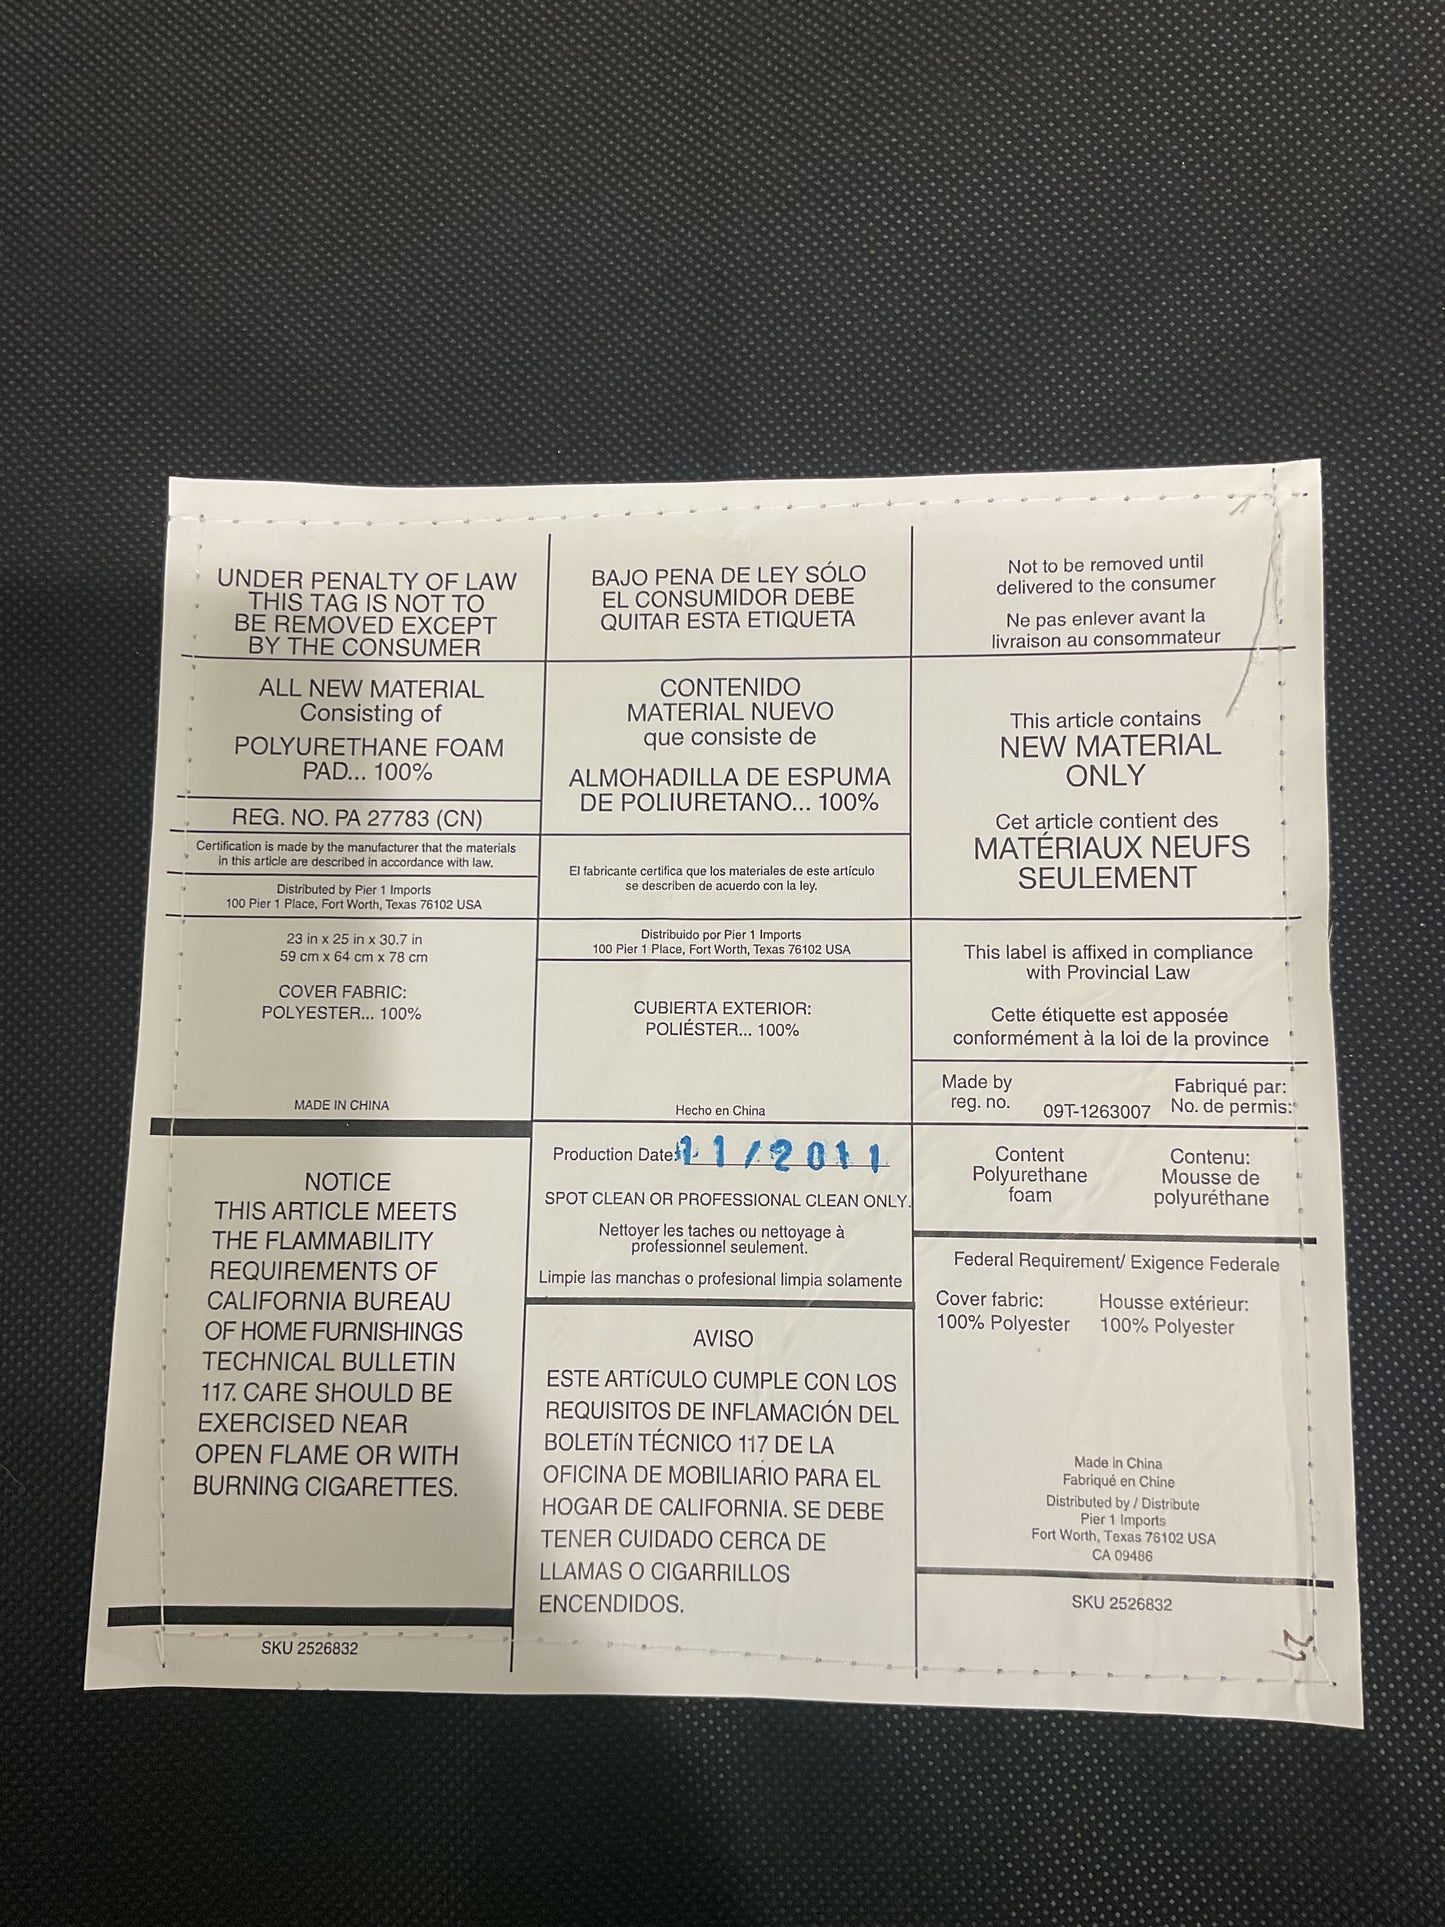 UNDER PENALTY OF LAW
THIS TAG IS NOT TO
BE REMOVED EXCEPT
BY THE CONSUMER
ALL NEW MATERIAL
Consisting of
POLYURETHANE FOAM
PAD... 100%
REG. NO. PA 27783 (CN)
Certification is made by the manufacturer that the materials
in this article are described in accordance with law.
Distributed by Pier 1 Imports
100 Pier 1 Place, Fort Worth, Texas 76102 USA
23 in x 25 in x 30.7 in
59 cm x 64 cm x 78 cm
COVER FABRIC:
POLYESTER... 100%
MADE IN CHINA
NOTICE
THIS ARTICLE MEETS
THE FLAMMABILITY
REQUIREMENTS OF
CALIFORNIA BUREAU
OF HOME FURNISHINGS
TECHNICAL BULLETIN
117. CARE SHOULD BE
EXERCISED NEAR
OPEN FLAME OR WITH
BURNING CIGARETTES.
SKU 2526832
BAJO PENA DE LEY SÓLO
EL CONSUMIDOR DEBE
QUITAR ESTA ETIQUETA
CONTENIDO
MATERIAL NUEVO
que consiste de
ALMOHADILLA DE ESPUMA
DE POLIURETANO... 100%
El fabricante certifica que los materiales de este artículo
se describen de acuerdo con la ley.
Distribuido por Pier 1 Imports
100 Pier 1 Place, Fort Worth, Texas 76102 USA
CUBIERTA EXTERIOR:
POLIÉSTER... 100%
Hecho en China
Production Date: 11/2011
SPOT CLEAN OR PROFESSIONAL CLEAN ONLY.
Nettoyer les taches ou nettoyage à
professionnel seulement.
Limpie las manchas o profesional limpia solamente
AVISO
ESTE ARTíCULO CUMPLE CON LOS
REQUISITOS DE INFLAMACIÓN DEL
BOLETíN TÉCNICO 117 DE LA
OFICINA DE MOBILIARIO PARA EL
HOGAR DE CALIFORNIA. SE DEBE
TENER CUIDADO CERCA DE
LLAMAS O CIGARRILLOS
ENCENDIDOS.
Not to be removed until
delivered to the consumer
Ne pas enlever avant la
livraison au consommateur
This article contains
NEW MATERIAL
ONLY
Cet article contient des
MATÉRIAUX NEUFS
SEULEMENT
This label is affixed in compliance
with Provincial Law
Cette étiquette est apposée
conformément à la loi de la province
Made by Fabriqué par:
reg. no. 09T-1263007 No. de permis:
Content Contenu:
Polyurethane Mousse de
foam polyuréthane
Federal Requirement/ Exigence Federale
Cover fabric: Housse extérieur:
100% Polyester 100% Polyester
Made in China
Fabriqué en Chine
Distributed by / Distribute
Pier 1 Imports
Fort Worth, Texas 76102 USA
CA 09486
SKU 2526832